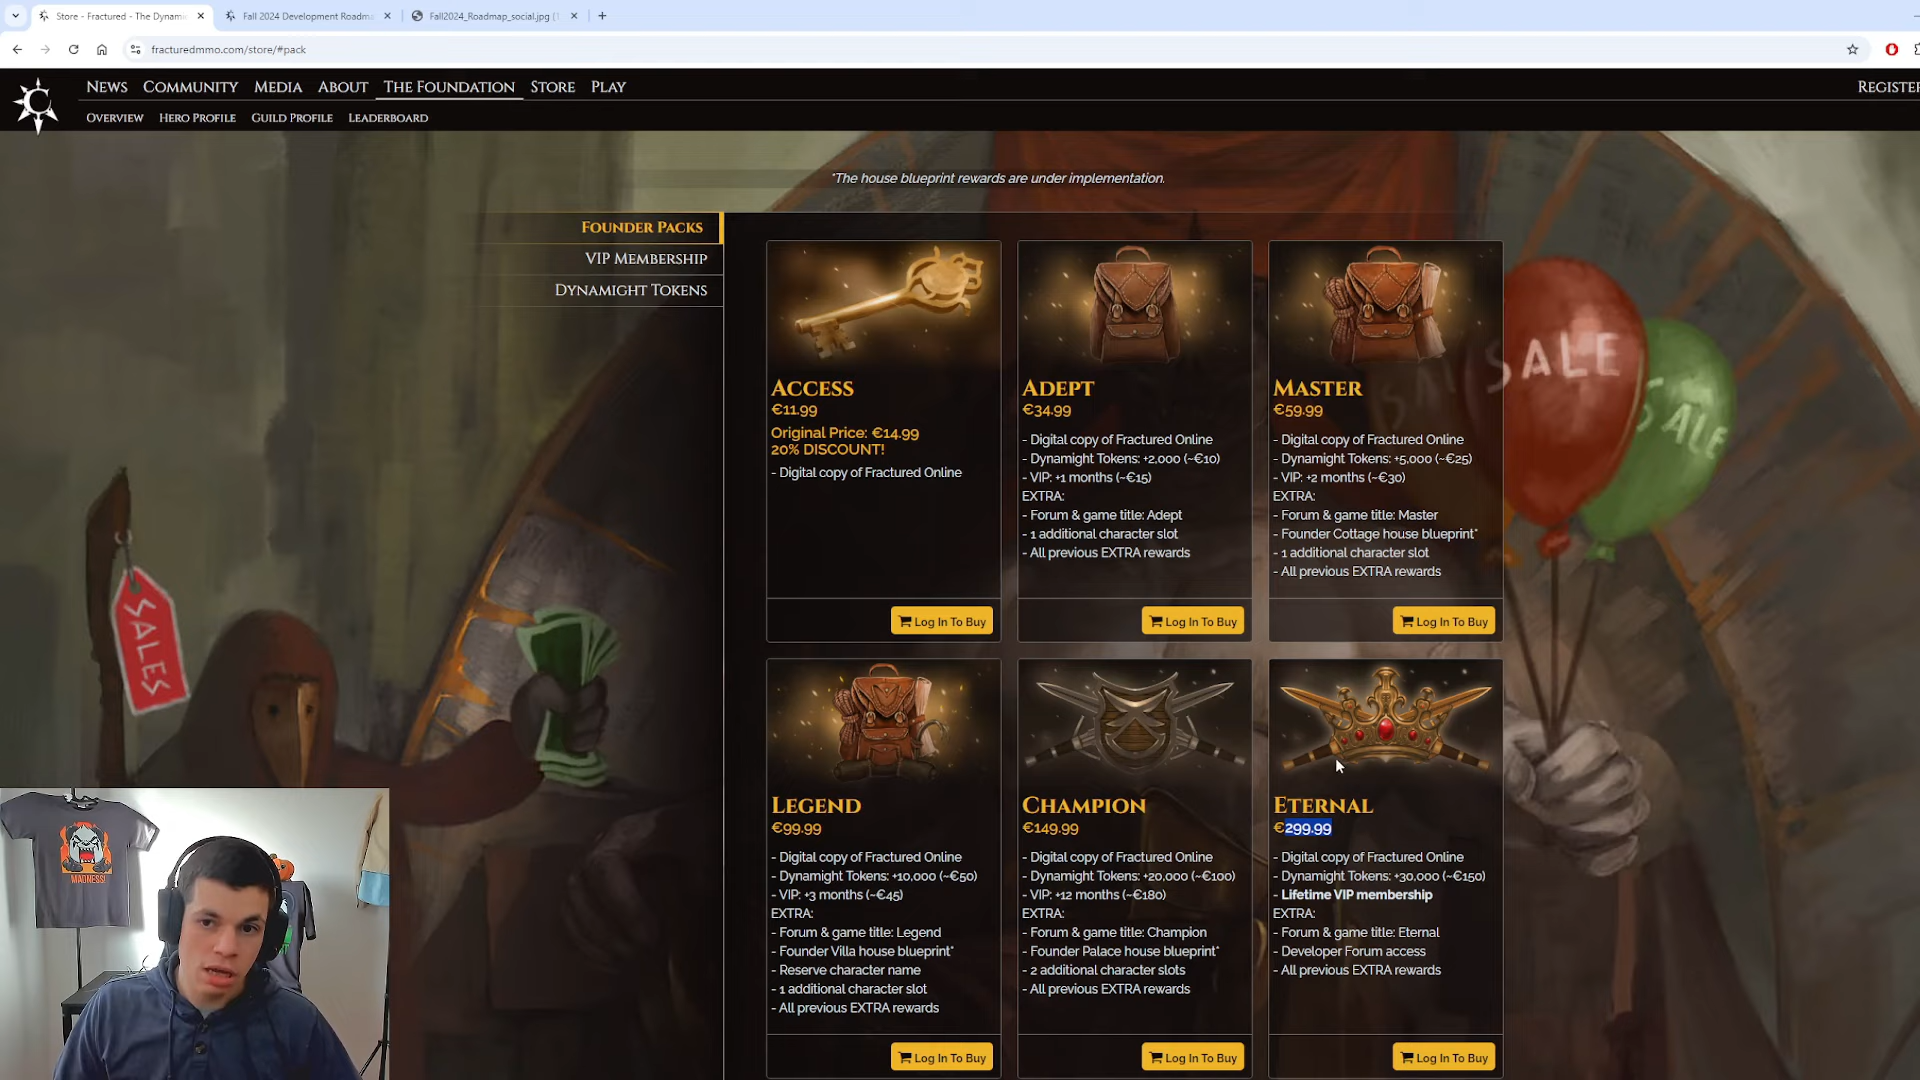 Store - Fractured - The Dynami
Fall 2024 Development Roadma
Fall2024_Roadmap_social.jpg (1
fracturedmmo.com/store/#pack
NEWS
COMMUNITY
MEDIA
ABOUT
THE FOUNDATION
STORE
PLAY
REGISTER
OVERVIEW
HERO PROFILE
GUILD PROFILE
LEADERBOARD
*The house blueprint rewards are under implementation.
FOUNDER PACKS
VIP MEMBERSHIP
DYNAMIGHT TOKENS
ACCESS
€11.99
Original Price: €14.99
20% DISCOUNT!
- Digital copy of Fractured Online
Log In To Buy
ADEPT
€34.99
- Digital copy of Fractured Online
- Dynamight Tokens: +2,000 (~€10)
- VIP: +1 months (~€15)
EXTRA:
- Forum & game title: Adept
- 1 additional character slot
- All previous EXTRA rewards
Log In To Buy
MASTER
€59.99
- Digital copy of Fractured Online
- Dynamight Tokens: +5,000 (~€25)
- VIP: +2 months (~€30)
EXTRA:
- Forum & game title: Master
- Founder Cottage house blueprint*
- 1 additional character slot
- All previous EXTRA rewards
Log In To Buy
LEGEND
€99.99
- Digital copy of Fractured Online
- Dynamight Tokens: +10,000 (~€50)
- VIP: +3 months (~€45)
EXTRA:
- Forum & game title: Legend
- Founder Villa house blueprint*
- Reserve character name
- 1 additional character slot
- All previous EXTRA rewards
Log In To Buy
CHAMPION
€149.99
- Digital copy of Fractured Online
- Dynamight Tokens: +20,000 (~€100)
- VIP: +12 months (~€180)
EXTRA:
- Forum & game title: Champion
- Founder Palace house blueprint*
- 2 additional character slots
- All previous EXTRA rewards
Log In To Buy
ETERNAL
€299.99
- Digital copy of Fractured Online
- Dynamight Tokens: +30,000 (~€150)
- Lifetime VIP membership
EXTRA:
- Forum & game title: Eternal
- Developer Forum access
- All previous EXTRA rewards
Log In To Buy
SALE
SALE
SALES
MADNESS!